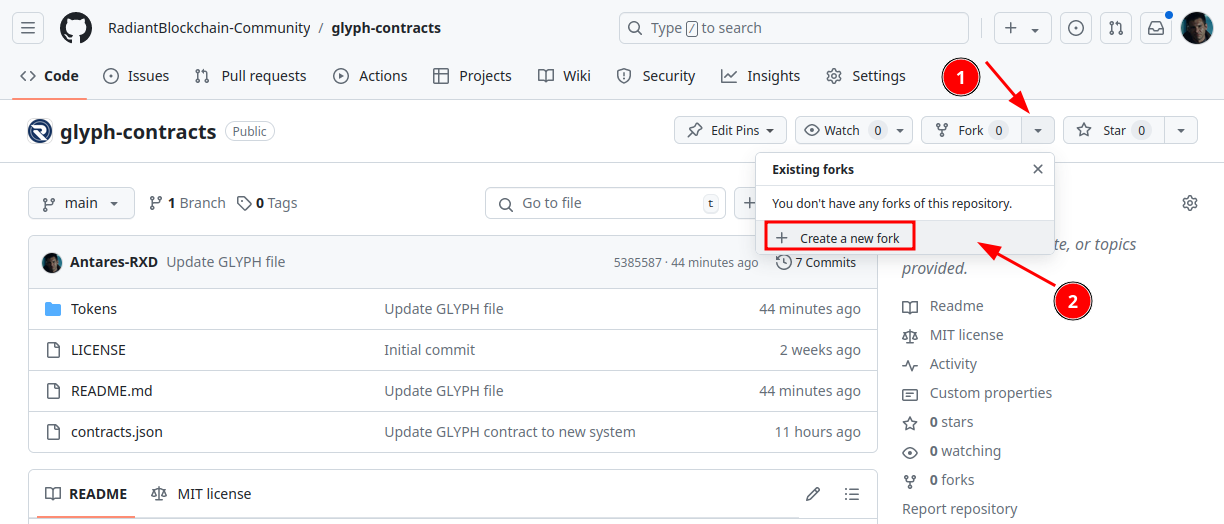 RadiantBlockchain-Community / glyph-contracts
Type / to search
Code Issues Pull requests Actions Projects Wiki Security Insights Settings
1
glyph-contracts Public
Edit Pins Watch 0 Fork 0 Star 0
Existing forks
You don't have any forks of this repository.
Create a new fork
main 1 Branch 0 Tags
Go to file t
te, or topics
provided.
2
Antares-RXD Update GLYPH file 5385587 · 44 minutes ago 7 Commits
Tokens Update GLYPH file 44 minutes ago
LICENSE Initial commit 2 weeks ago
README.md Update GLYPH file 44 minutes ago
contracts.json Update GLYPH contract to new system 11 hours ago
README MIT license
Readme
MIT license
Activity
Custom properties
0 stars
0 watching
0 forks
Report repository